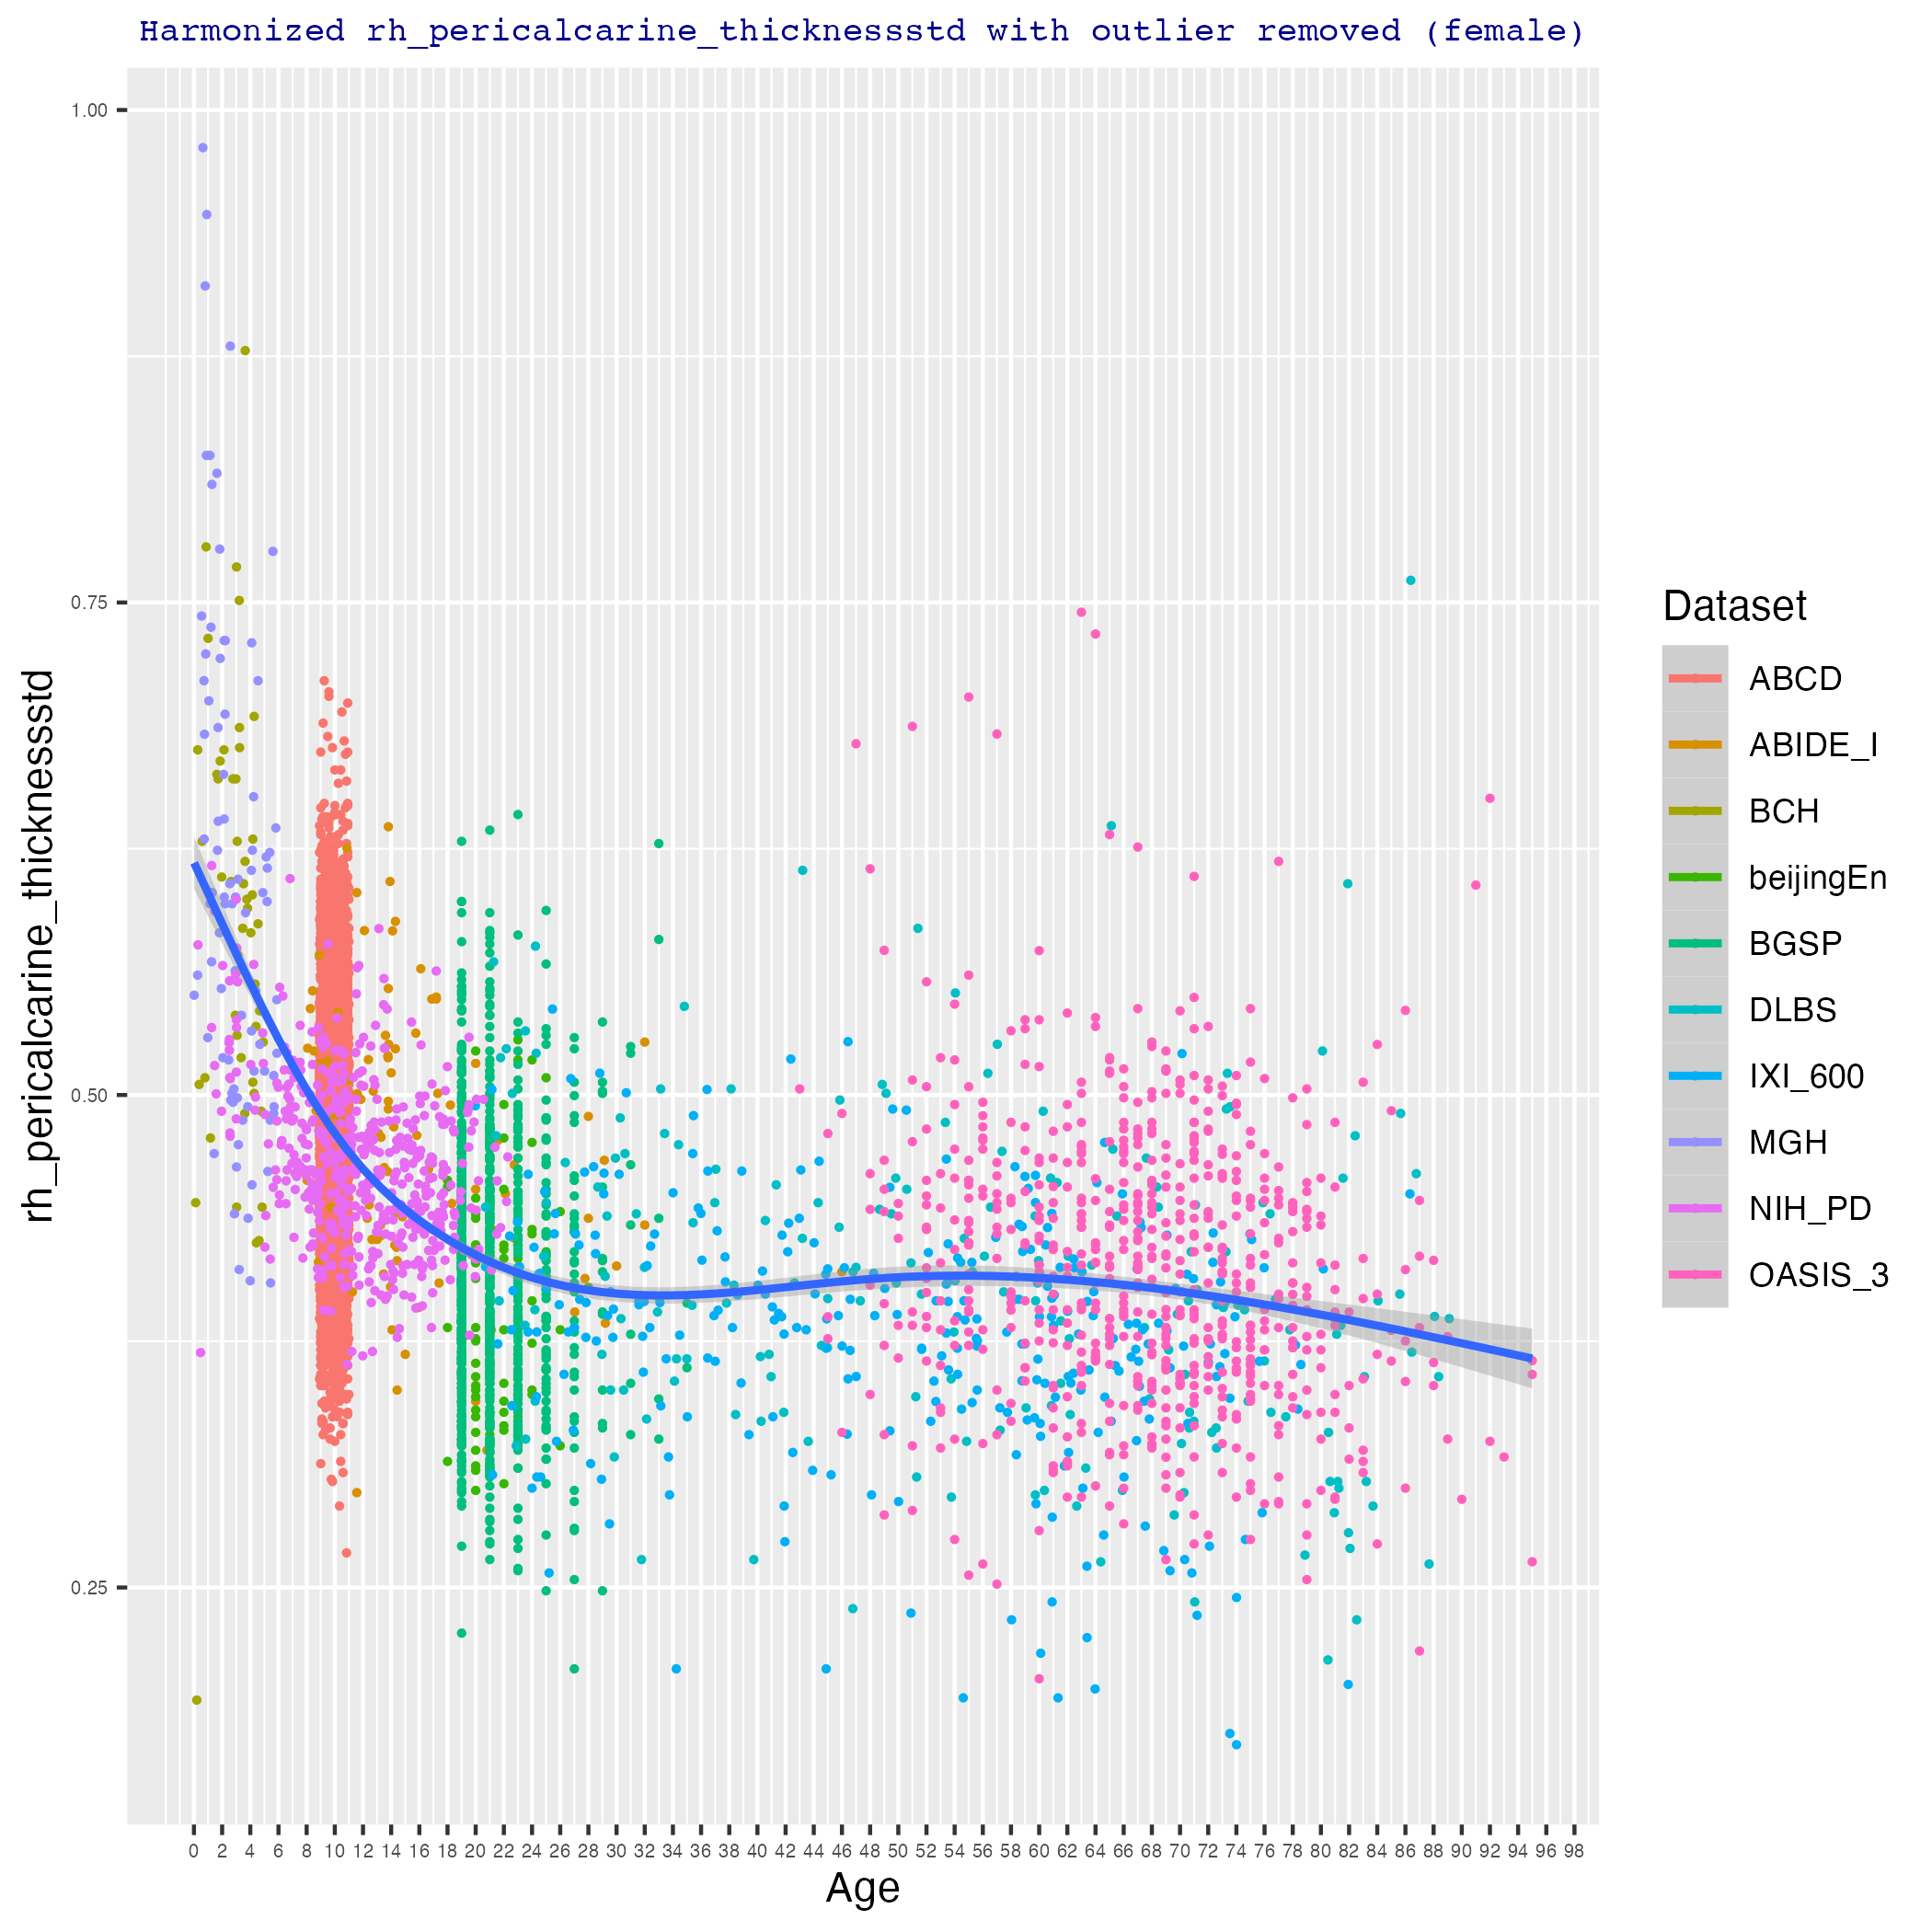 Harmonized rh_pericalcarine_thicknessstd with outlier removed (female)
rh_pericalcarine_thicknessstd
1.00
0.75
0.50
0.25
0 2 4 6 8 10 12 14 16 18 20 22 24 26 28 30 32 34 36 38 40 42 44 46 48 50 52 54 56 58 60 62 64 66 68 70 72 74 76 78 80 82 84 86 88 90 92 94 96 98
Age
Dataset
ABCD
ABIDE_I
BCH
beijingEn
BGSP
DLBS
IXI_600
MGH
NIH_PD
OASIS_3